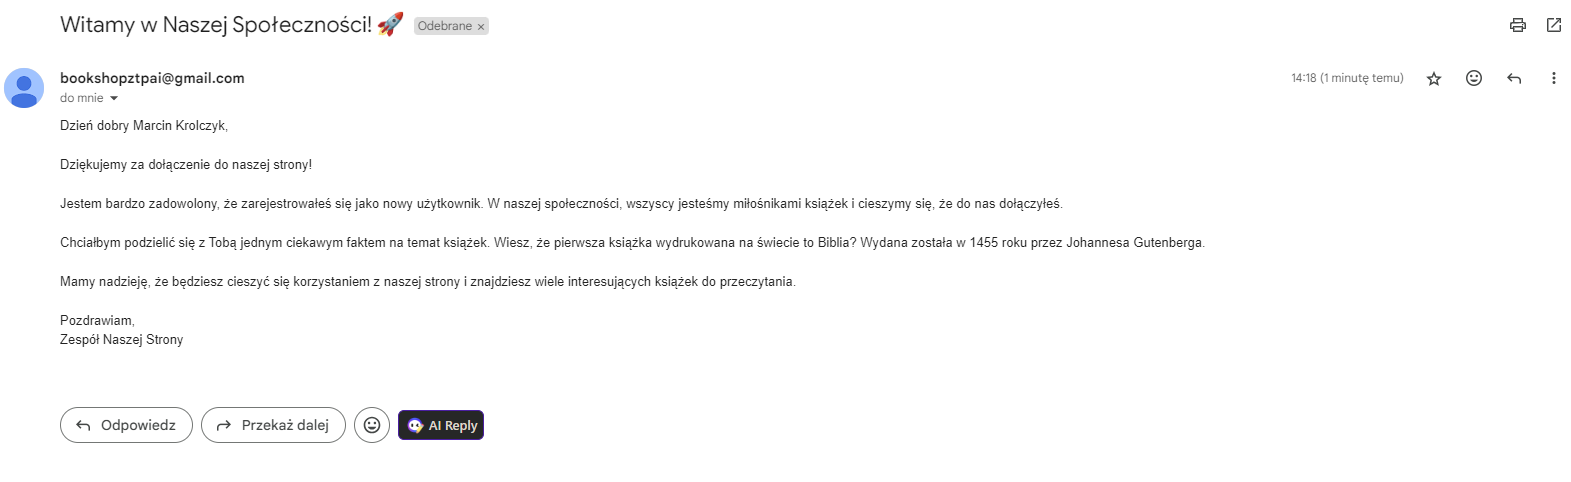 Witamy w Naszej Społeczności! 🚀 Odebrane ×
bookshopztpai@gmail.com 14:18 (1 minutę temu)
do mnie
Dzień dobry Marcin Krolczyk,
Dziękujemy za dołączenie do naszej strony!
Jestem bardzo zadowolony, że zarejestrowałeś się jako nowy użytkownik. W naszej społeczności, wszyscy jesteśmy miłośnikami książek i cieszymy się, że do nas dołączyłeś.
Chciałbym podzielić się z Tobą jednym ciekawym faktem na temat książek. Wiesz, że pierwsza książka wydrukowana na świecie to Biblia? Wydana została w 1455 roku przez Johannesa Gutenberga.
Mamy nadzieję, że będziesz cieszyć się korzystaniem z naszej strony i znajdziesz wiele interesujących książek do przeczytania.
Pozdrawiam,
Zespół Naszej Strony
Odpowiedz Przekaż dalej AI Reply